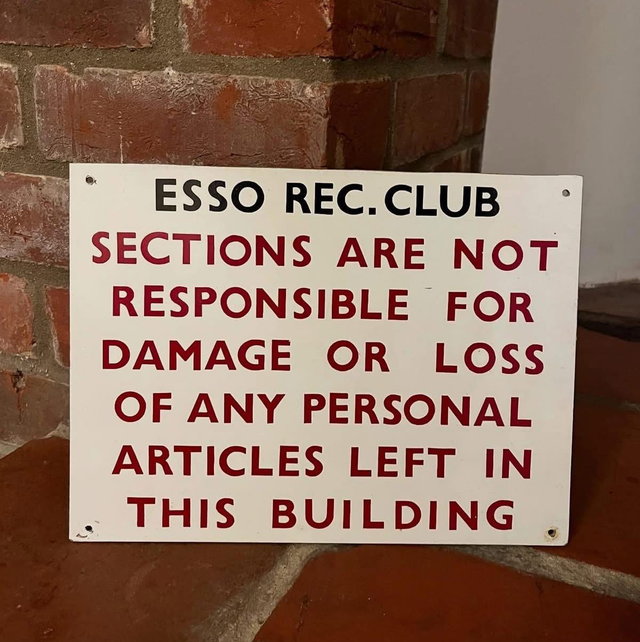 ESSO REC. CLUB
SECTIONS ARE NOT
RESPONSIBLE FOR
DAMAGE OR LOSS
OF ANY PERSONAL
ARTICLES LEFT IN
THIS BUILDING